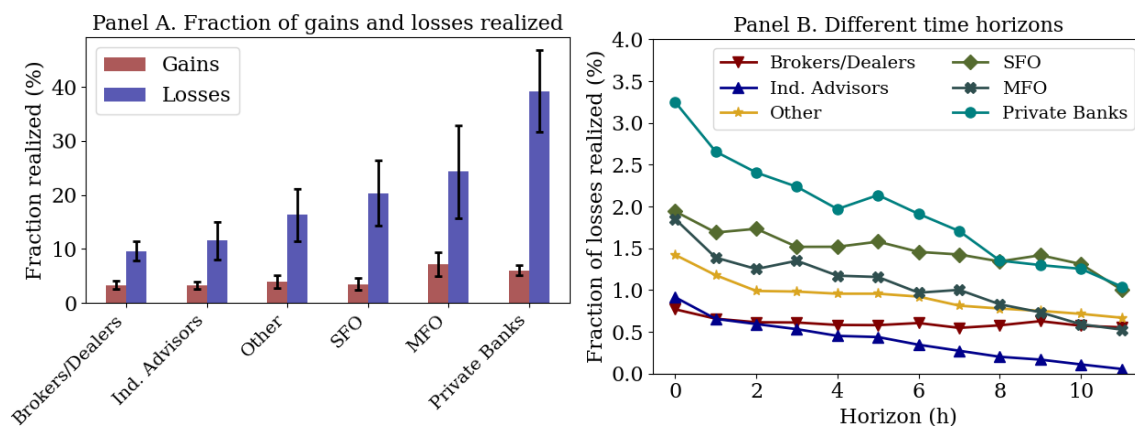 Panel A. Fraction of gains and losses realized
Fraction realized (%)
40
30
20
10
0
Gains
Losses
Brokers/Dealers
Ind. Advisors
Other
SFO
MFO
Private Banks
Panel B. Different time horizons
Fraction of losses realized (%)
4.0
3.5
3.0
2.5
2.0
1.5
1.0
0.5
0.0
Brokers/Dealers
Ind. Advisors
Other
SFO
MFO
Private Banks
0 2 4 6 8 10
Horizon (h)